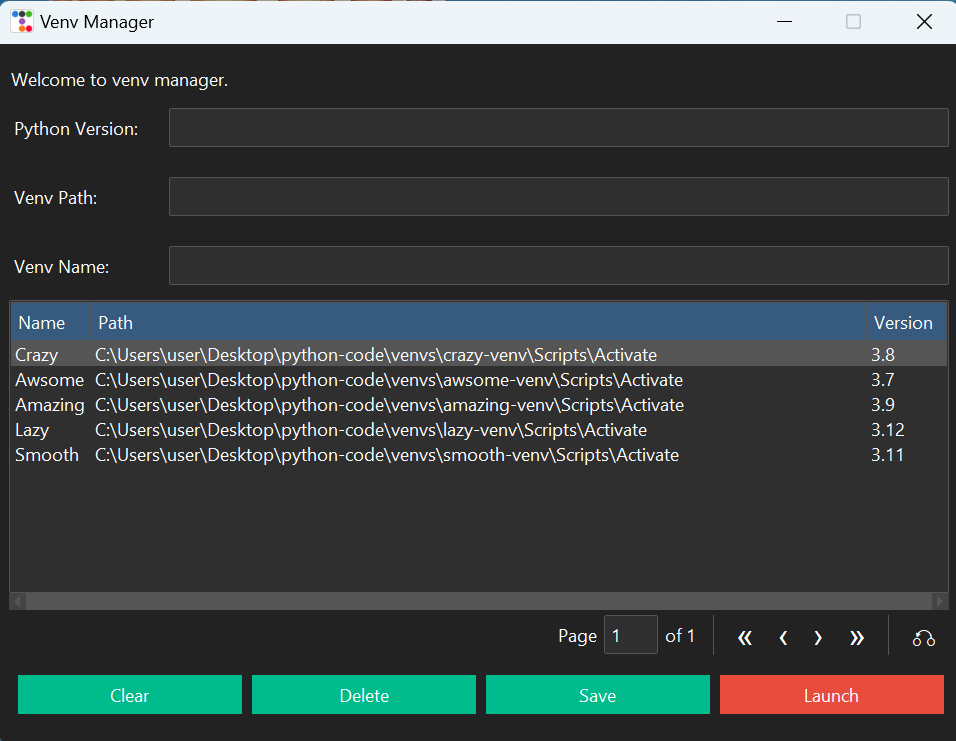 Venv Manager
Welcome to venv manager.
Python Version:
Venv Path:
Venv Name:
Name Path Version
Crazy C:\Users\user\Desktop\python-code\venvs\crazy-venv\Scripts\Activate 3.8
Awsome C:\Users\user\Desktop\python-code\venvs\awsome-venv\Scripts\Activate 3.7
Amazing C:\Users\user\Desktop\python-code\venvs\amazing-venv\Scripts\Activate 3.9
Lazy C:\Users\user\Desktop\python-code\venvs\lazy-venv\Scripts\Activate 3.12
Smooth C:\Users\user\Desktop\python-code\venvs\smooth-venv\Scripts\Activate 3.11
Page 1 of 1 « ‹ › »
Clear Delete Save Launch